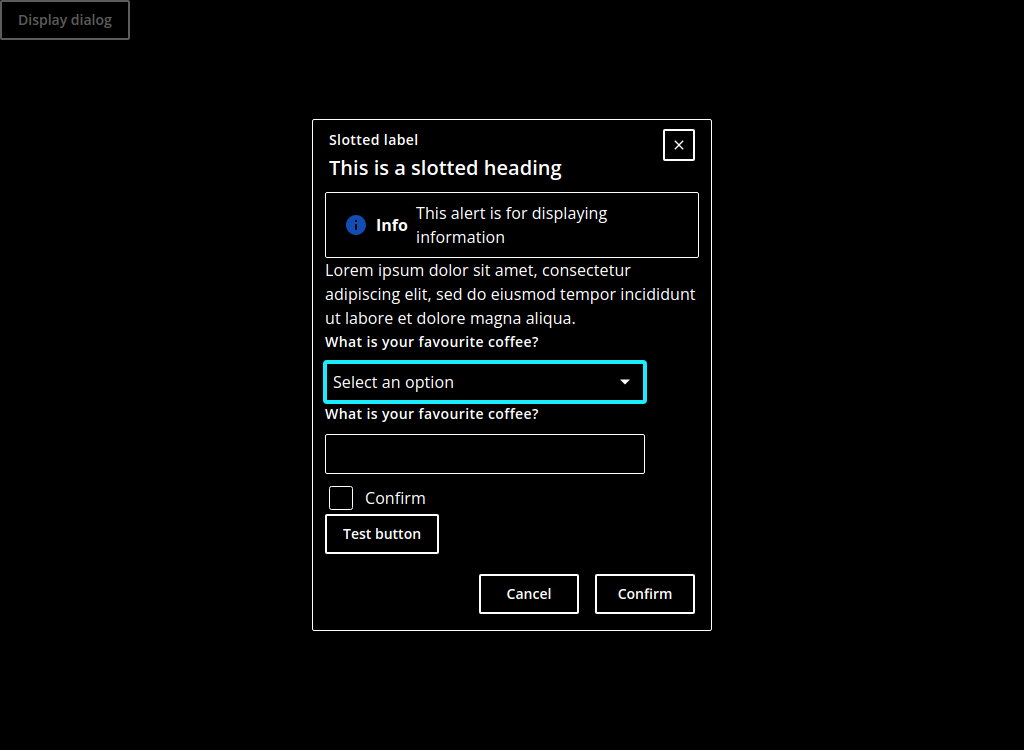 Display dialog
Slotted label
This is a slotted heading
Info
This alert is for displaying
information
Lorem ipsum dolor sit amet, consectetur
adipiscing elit, sed do eiusmod tempor incididunt
ut labore et dolore magna aliqua.
What is your favourite coffee?
Select an option
What is your favourite coffee?
Confirm
Test button
Cancel
Confirm